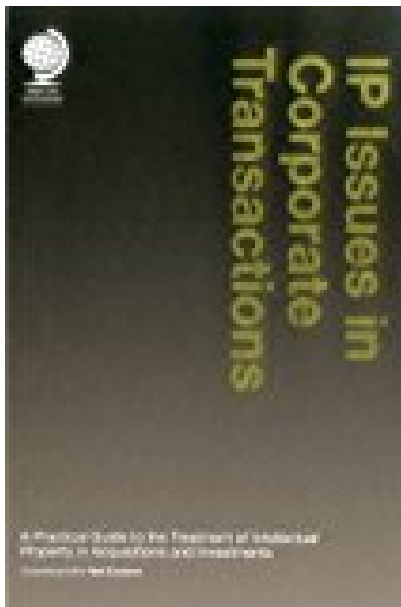 IP Issues in
Corporate
Transactions
A Practical Guide to the Treatment of Intellectual
Property in Acquisitions and Investments